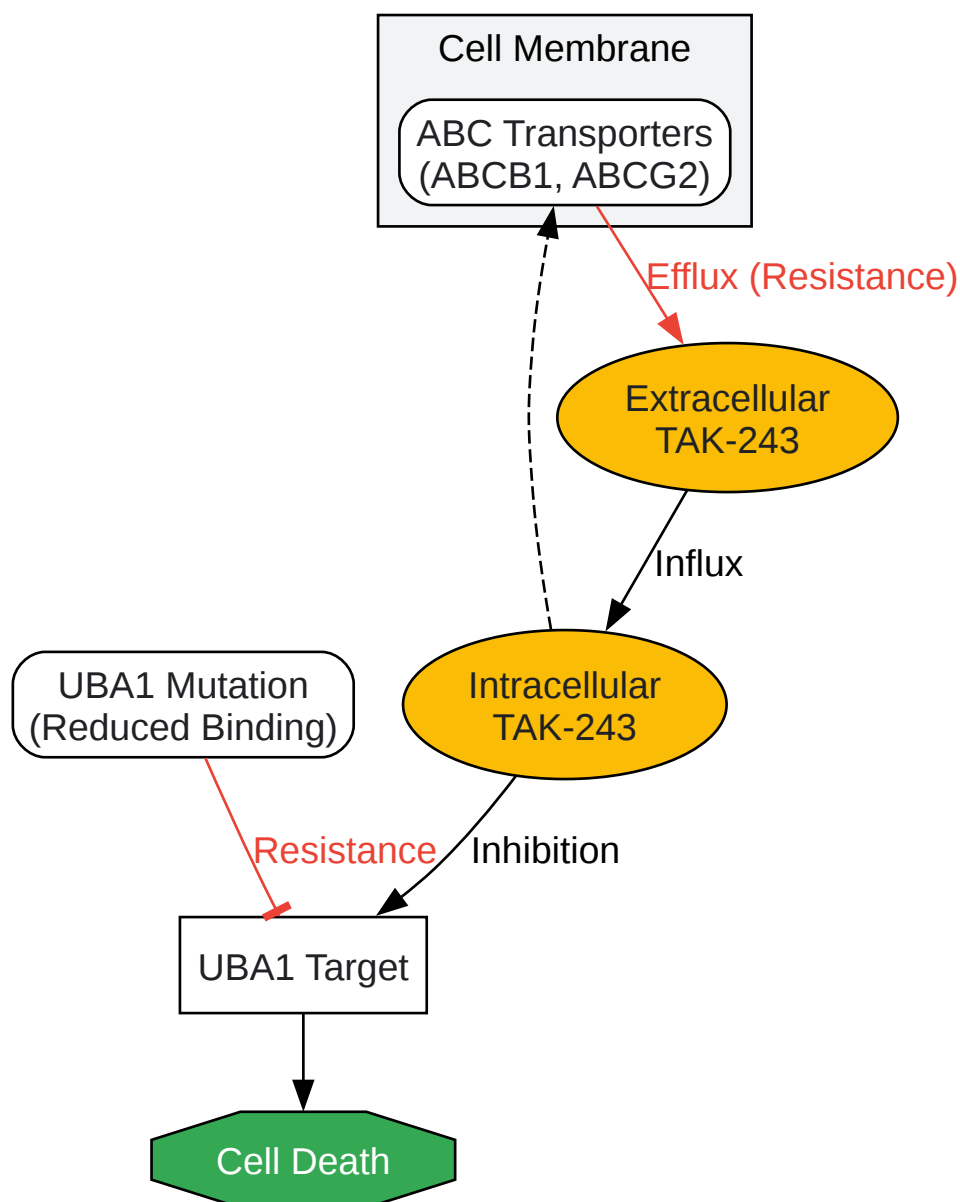 Cell Membrane
ABC Transporters
(ABCB1, ABCG2)
Efflux (Resistance)
Extracellular
TAK-243
Influx
UBA1 Mutation
(Reduced Binding)
Intracellular
TAK-243
Resistance
Inhibition
UBA1 Target
Cell Death